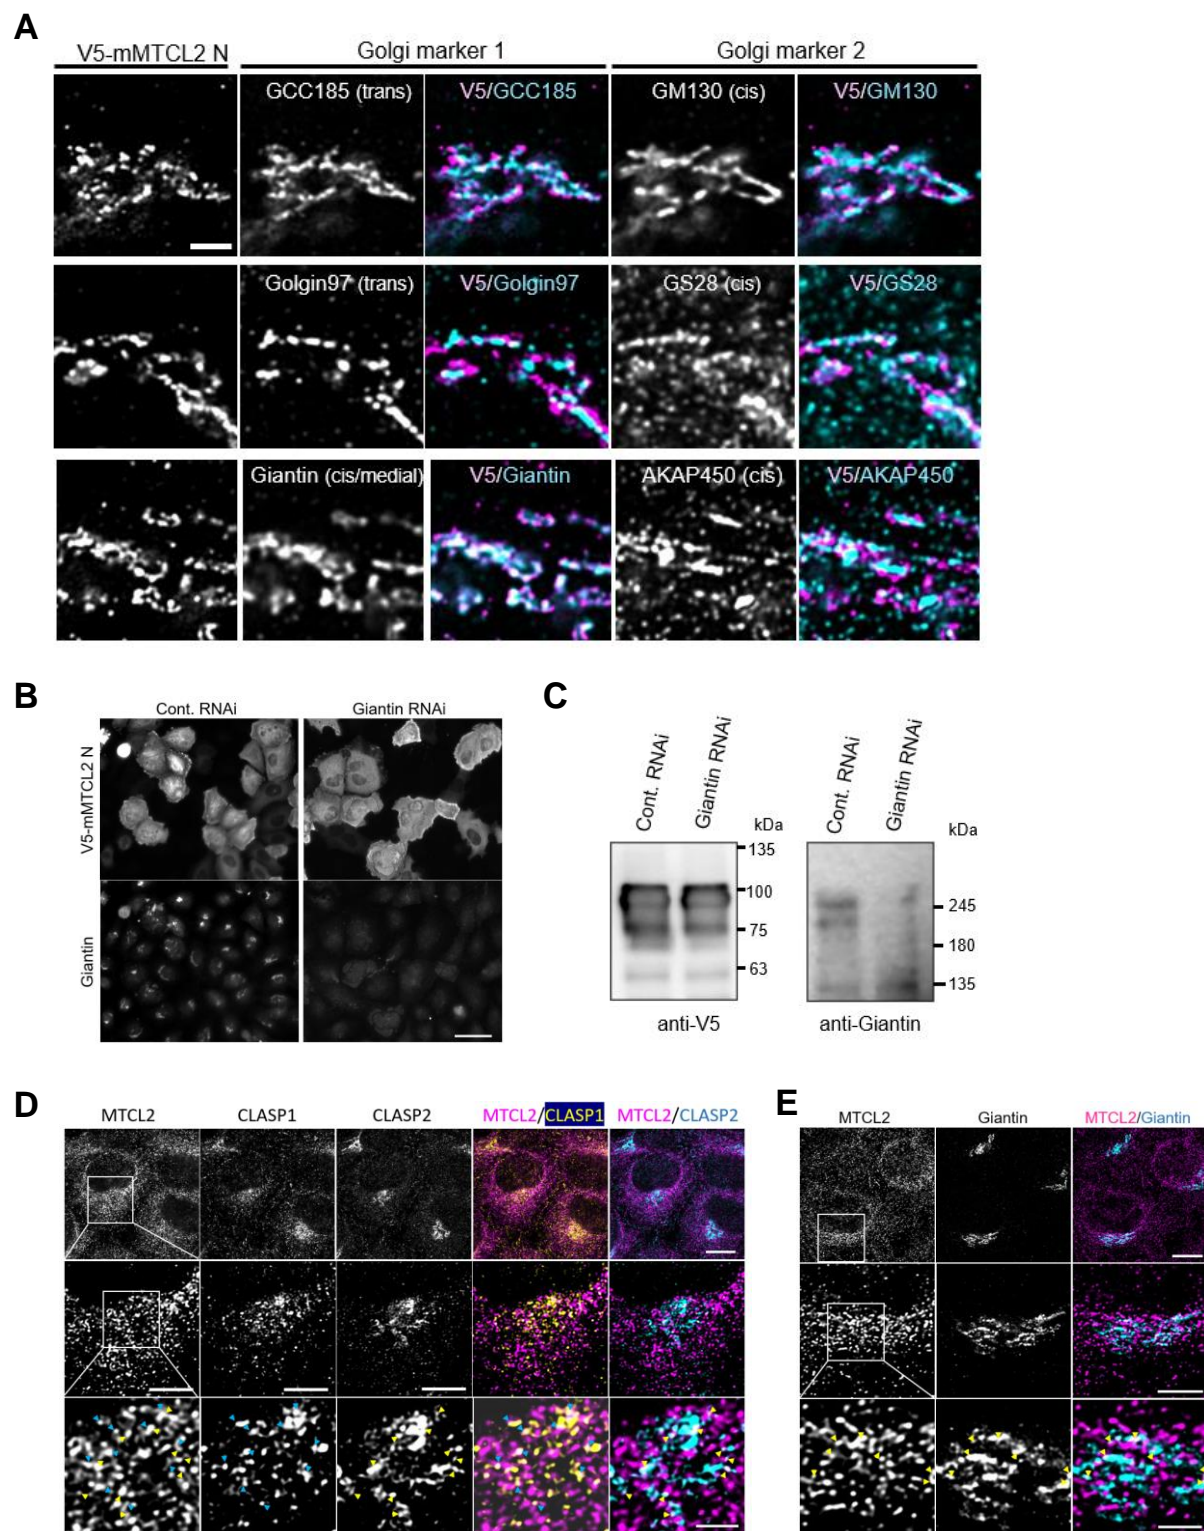 A
V5-mMTCL2 N Golgi marker 1 Golgi marker 2
GCC185 (trans) V5/GCC185 GM130 (cis) V5/GM130
Golgin97 (trans) V5/Golgin97 GS28 (cis) V5/GS28
Giantin (cis/medial) V5/Giantin AKAP450 (cis) V5/AKAP450
B
Cont. RNAi Giantin RNAi
V5-mMTCL2 N
Giantin
C
Cont. RNAi Giantin RNAi
kDa
135
100
75
63
anti-V5
Cont. RNAi Giantin RNAi
kDa
245
180
135
anti-Giantin
D
MTCL2 CLASP1 CLASP2 MTCL2/CLASP1 MTCL2/CLASP2
E
MTCL2 Giantin MTCL2/Giantin